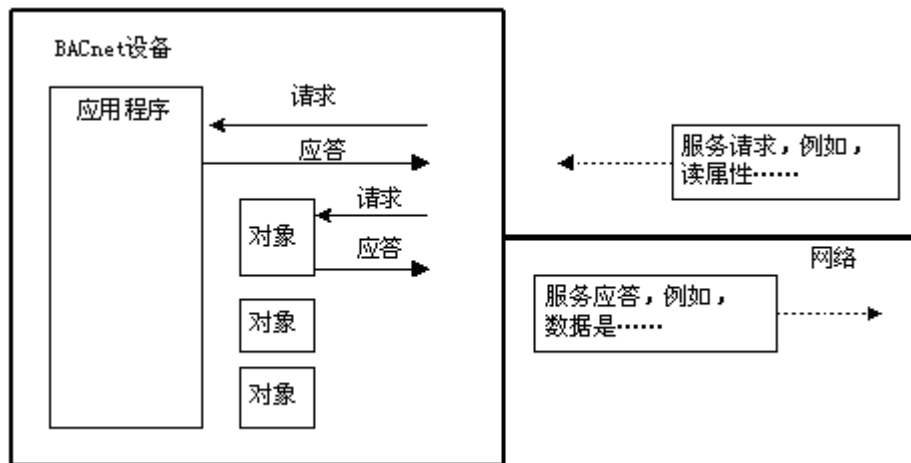 BACnet设备
应用程序
请求
应答
请求
对象
应答
对象
对象
服务请求，例如，
读属性……
网络
服务应答，例如，
数据是……